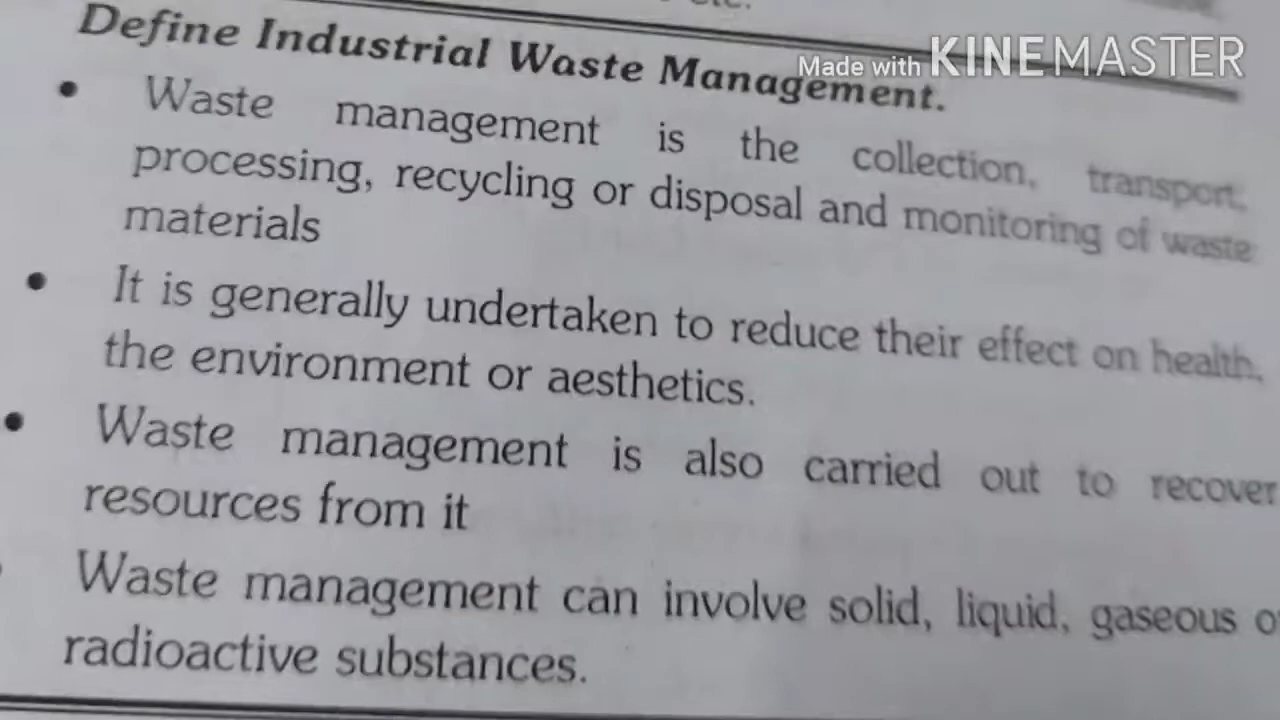 Define Industrial Waste Management.
Made with KINEMASTER
• Waste management is the collection, transport,
processing, recycling or disposal and monitoring of waste
materials
• It is generally undertaken to reduce their effect on health,
the environment or aesthetics.
• Waste management is also carried out to recover
resources from it
Waste management can involve solid, liquid, gaseous o
radioactive substances.